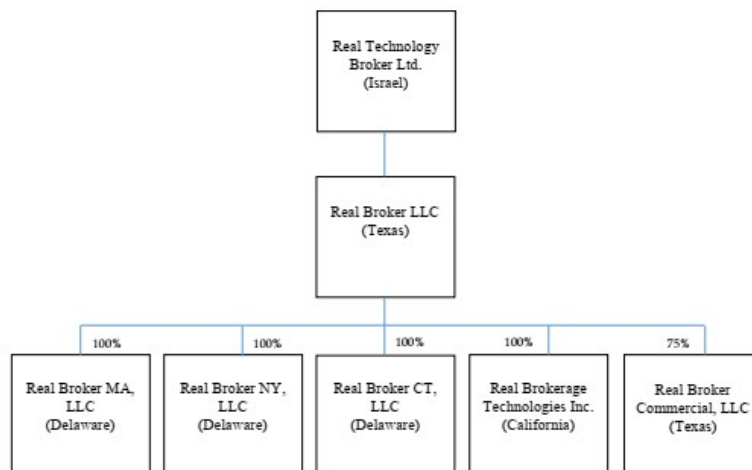 Real Technology
Broker Ltd.
(Israel)
Real Broker LLC
(Texas)
100%
100%
100%
100%
75%
Real Broker MA,
LLC
(Delaware)
Real Broker NY,
LLC
(Delaware)
Real Broker CT,
LLC
(Delaware)
Real Brokerage
Technologies Inc.
(California)
Real Broker
Commercial, LLC
(Texas)